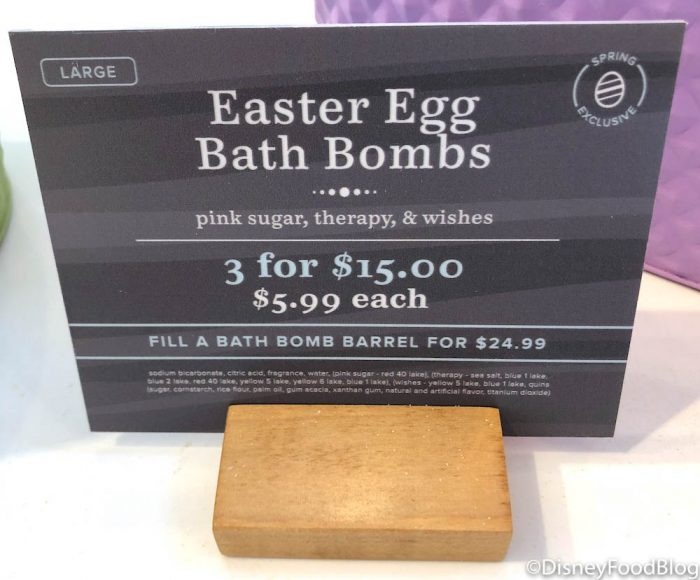 LARGE
SPRING EXCLUSIVE
Easter Egg
Bath Bombs
pink sugar, therapy, & wishes
3 for $15.00
$5.99 each
FILL A BATH BOMB BARREL FOR $24.99
sodium bicarbonate, citric acid, fragrance, water, (pink sugar - red 40 lake), (therapy - sea salt, blue 1 lake,
blue 2 lake, red 40 lake, yellow 5 lake, yellow 6 lake, blue 1 lake), (wishes - yellow 5 lake, blue 1 lake, quins
(sugar, cornstarch, rice flour, palm oil, gum acacia, xanthan gum, natural and artificial flavor, titanium dioxide)
©DisneyFoodBlog